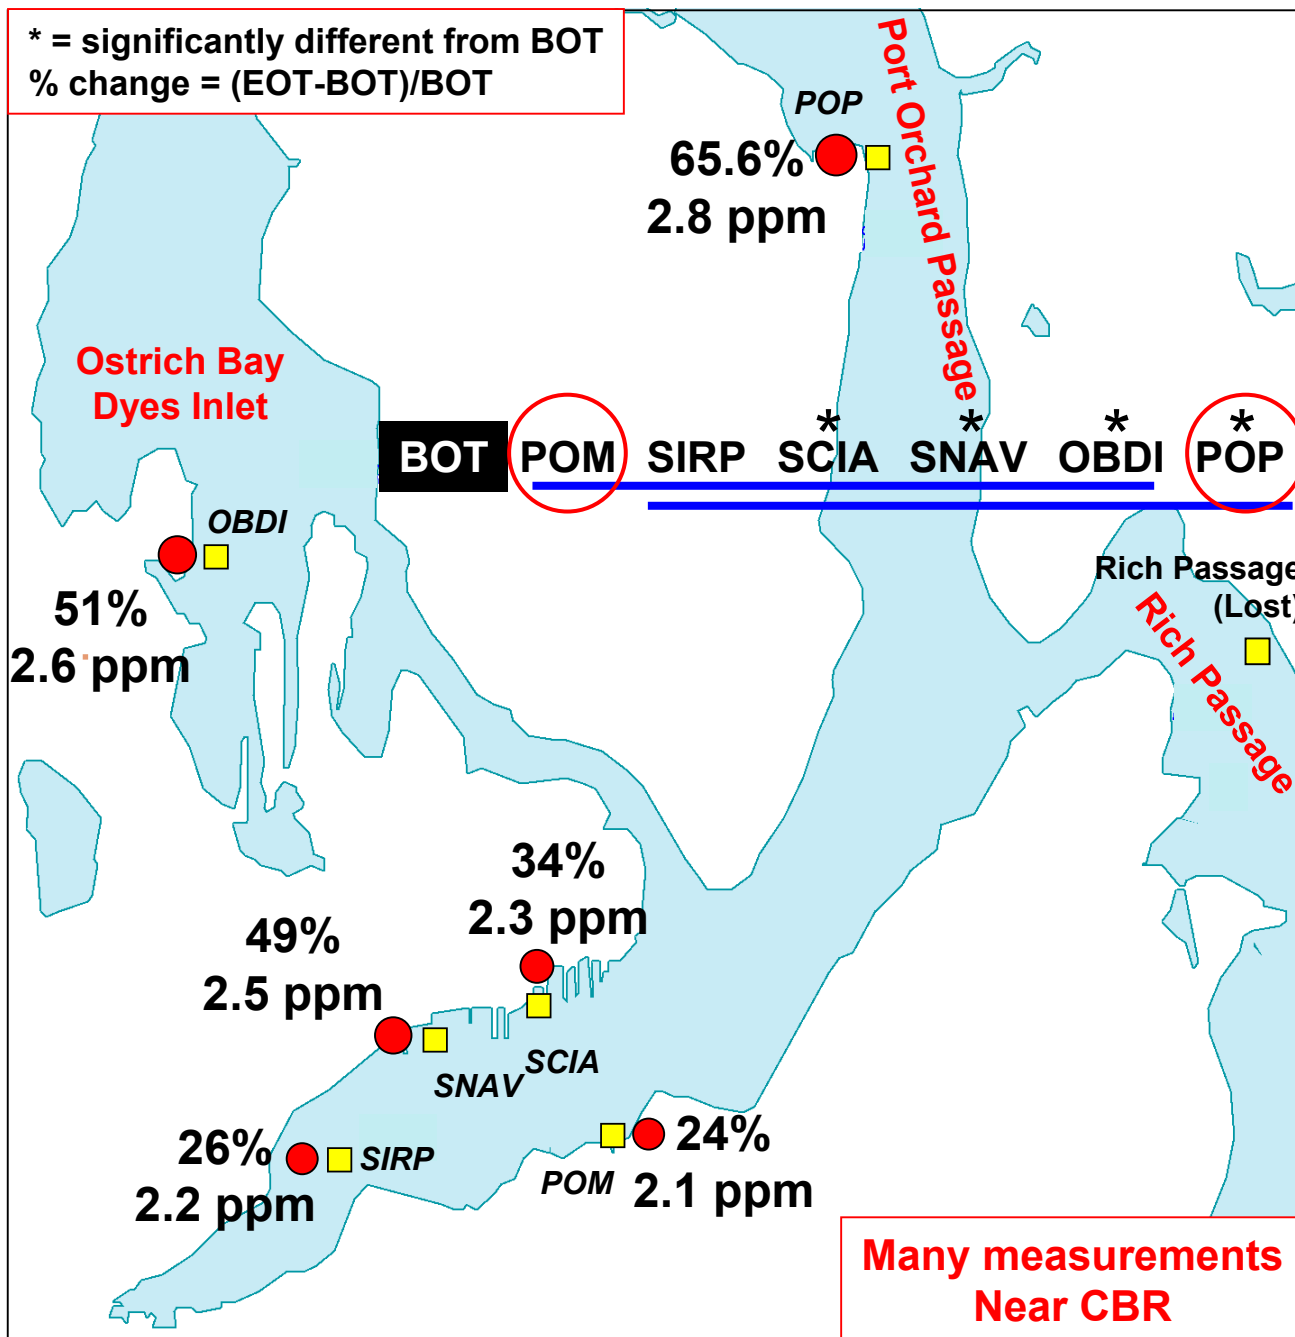 * = significantly different from BOT
% change = (EOT-BOT)/BOT
POP
65.6%
2.8 ppm
Port Orchard Passage
Ostrich Bay
Dyes Inlet
* * * *
BOT POM SIRP SCIA SNAV OBDI POP
OBDI
51%
2.6 ppm
Rich Passage
(Lost)
Rich Passage
34%
2.3 ppm
49%
2.5 ppm
SCIA
SNAV
26%
2.2 ppm
SIRP
24%
2.1 ppm
POM
Many measurements
Near CBR